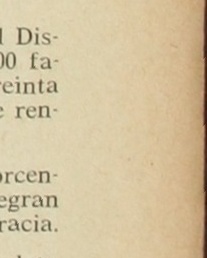 l Dis-
00 fa-
reinta
e ren-
orcen-
egran
racia.